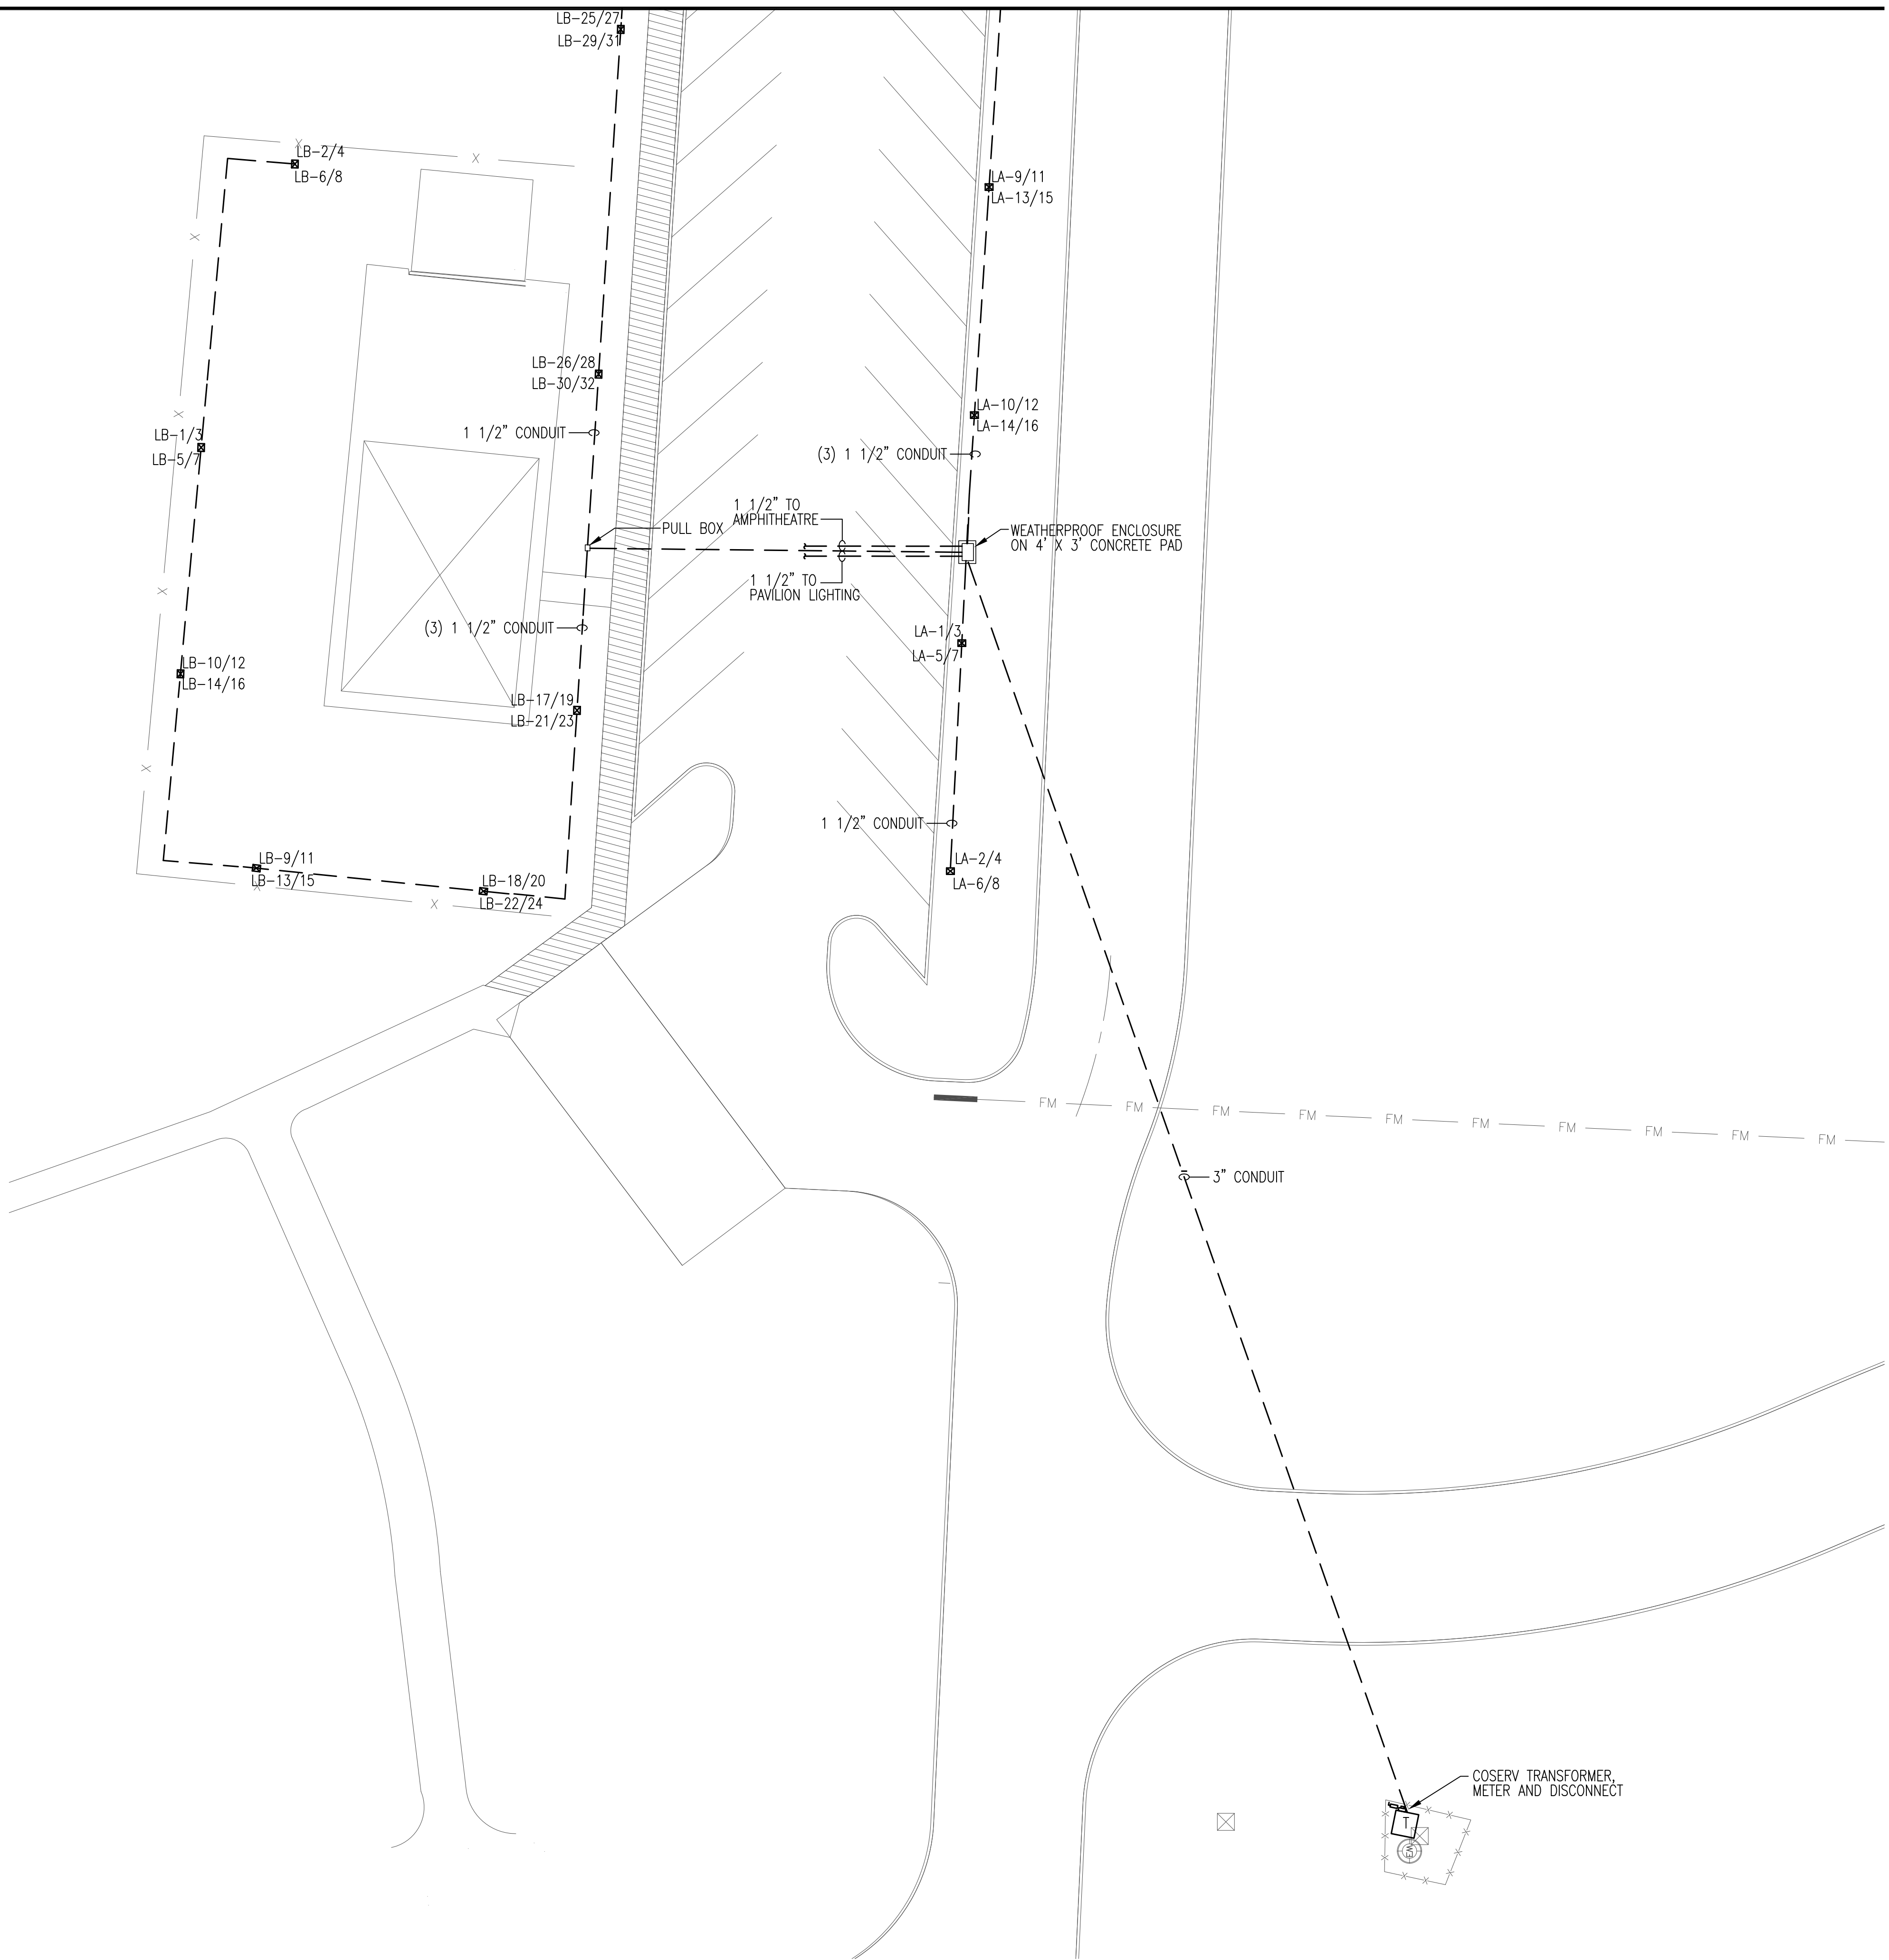 LB-25/27
LB-29/31
LB-2/4
LB-6/8
LA-9/11
LA-13/15
LB-26/28
LB-30/32
LA-10/12
LA-14/16
LB-1/3
LB-5/7
1 1/2" CONDUIT
(3) 1 1/2" CONDUIT
1 1/2" TO
AMPHITHEATRE
PULL BOX
WEATHERPROOF ENCLOSURE
ON 4' X 3' CONCRETE PAD
1 1/2" TO
PAVILION LIGHTING
(3) 1 1/2" CONDUIT
LA-1/3
LA-5/7
LB-10/12
LB-14/16
LB-17/19
LB-21/23
1 1/2" CONDUIT
LB-9/11
LB-13/15
LB-18/20
LB-22/24
LA-2/4
LA-6/8
FM FM FM FM FM FM FM FM FM FM
3" CONDUIT
COSERV TRANSFORMER,
METER AND DISCONNECT
T